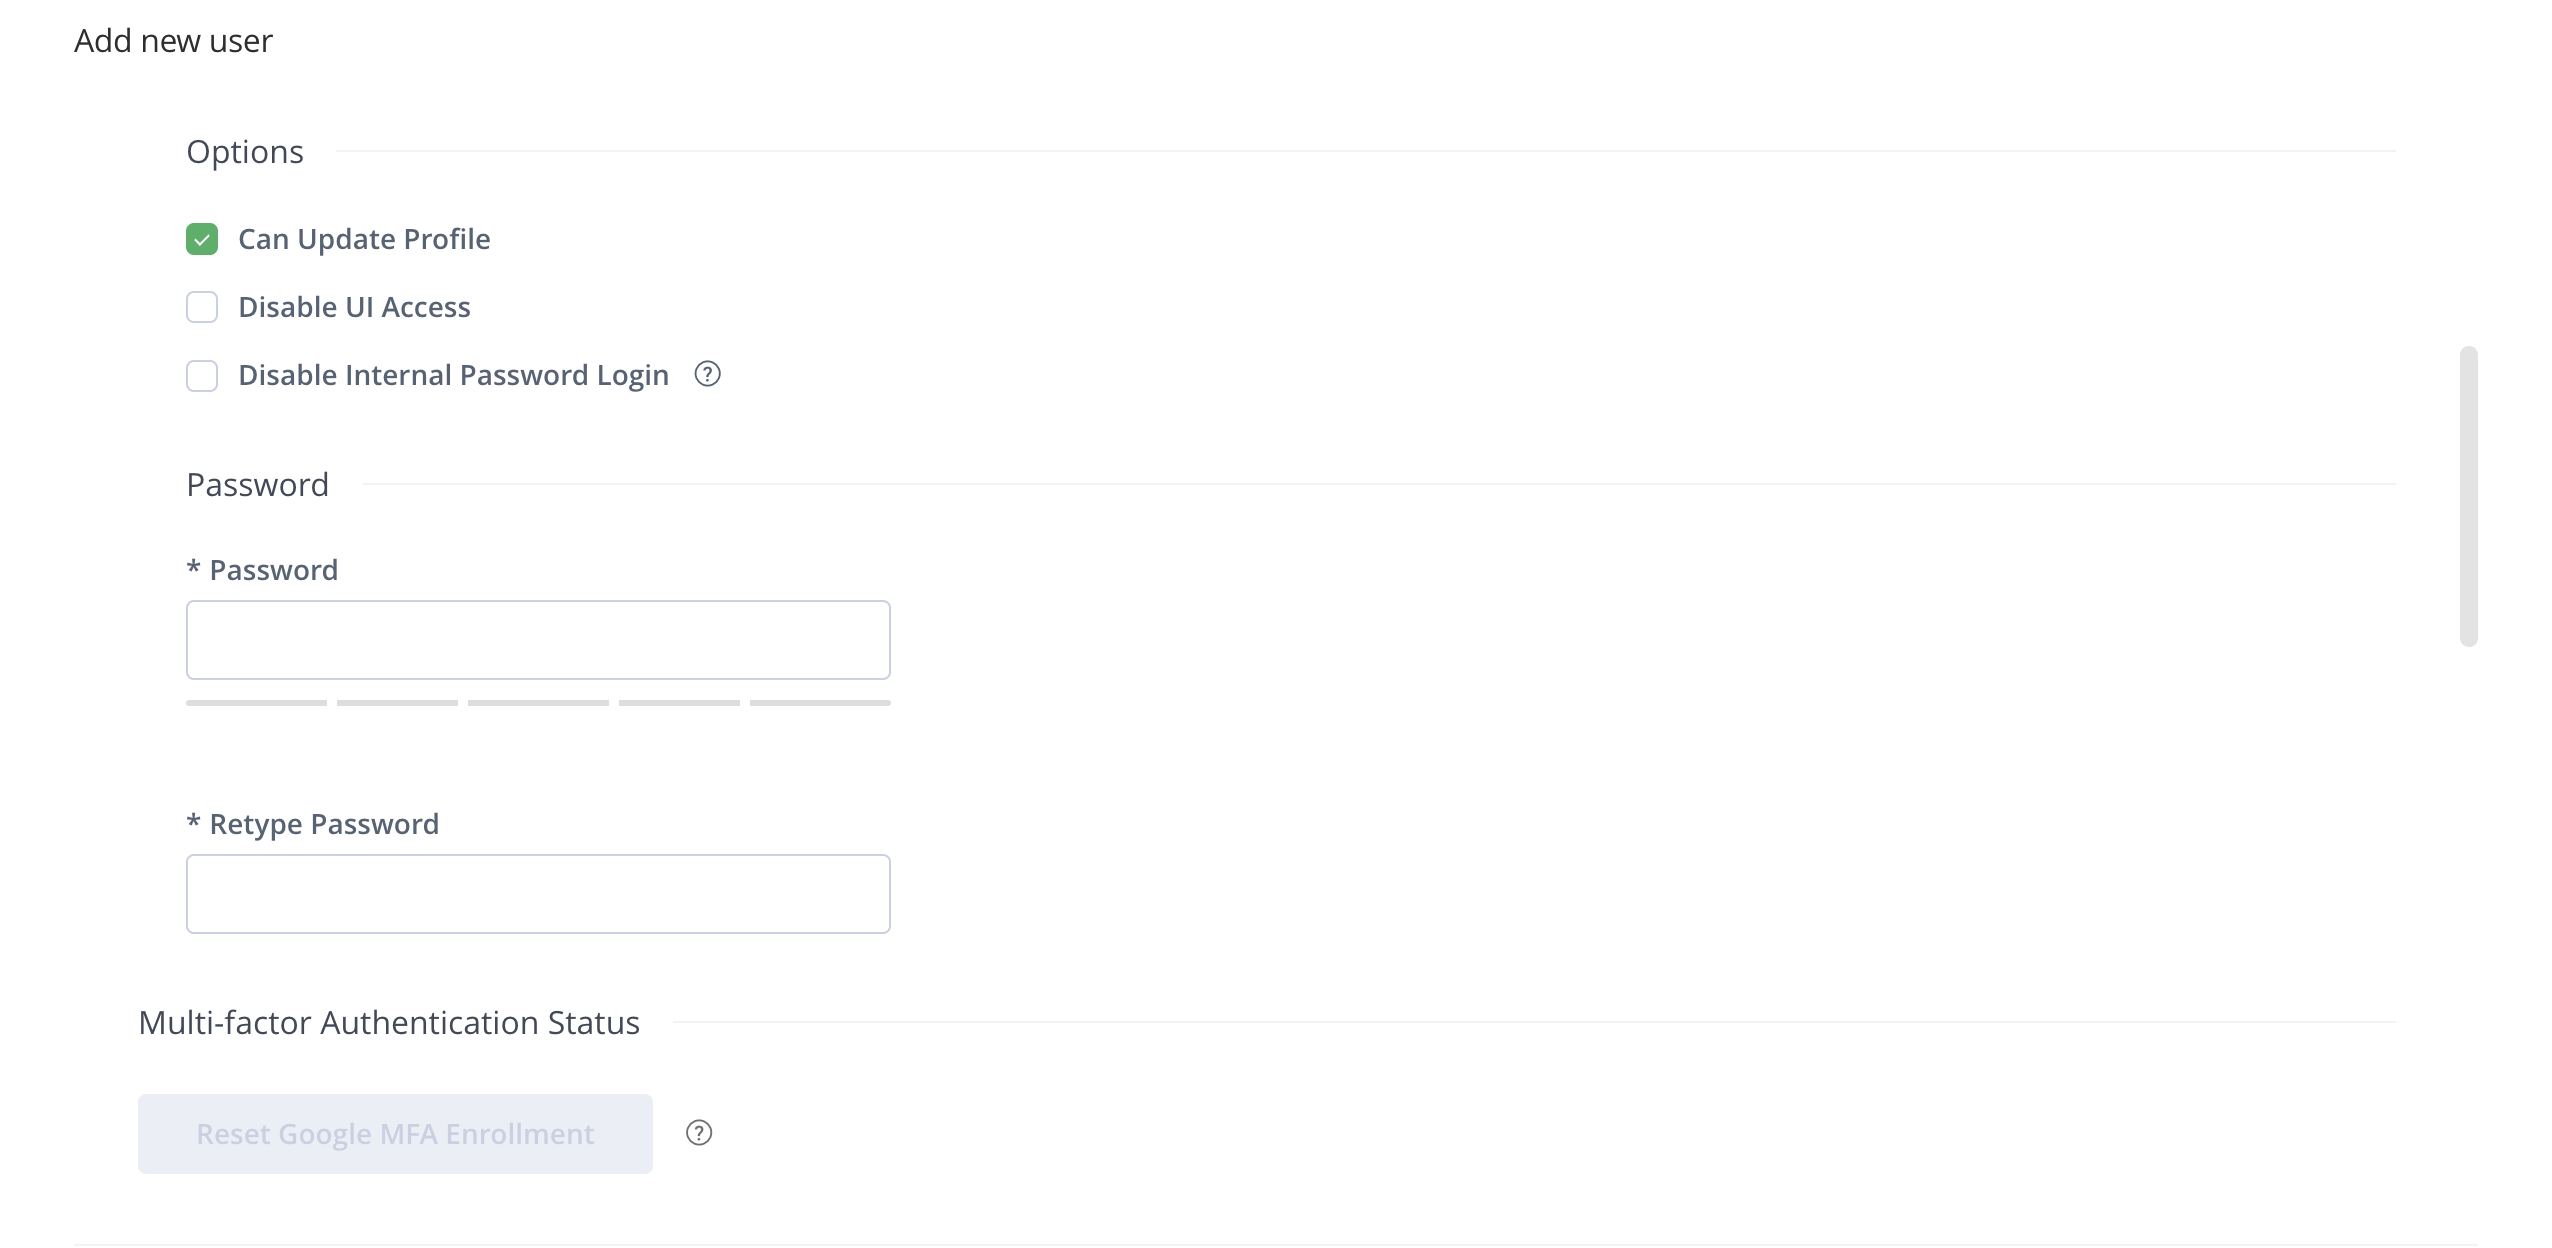 Add new user
Options
Can Update Profile
Disable UI Access
Disable Internal Password Login
Password
* Password
* Retype Password
Multi-factor Authentication Status
Reset Google MFA Enrollment